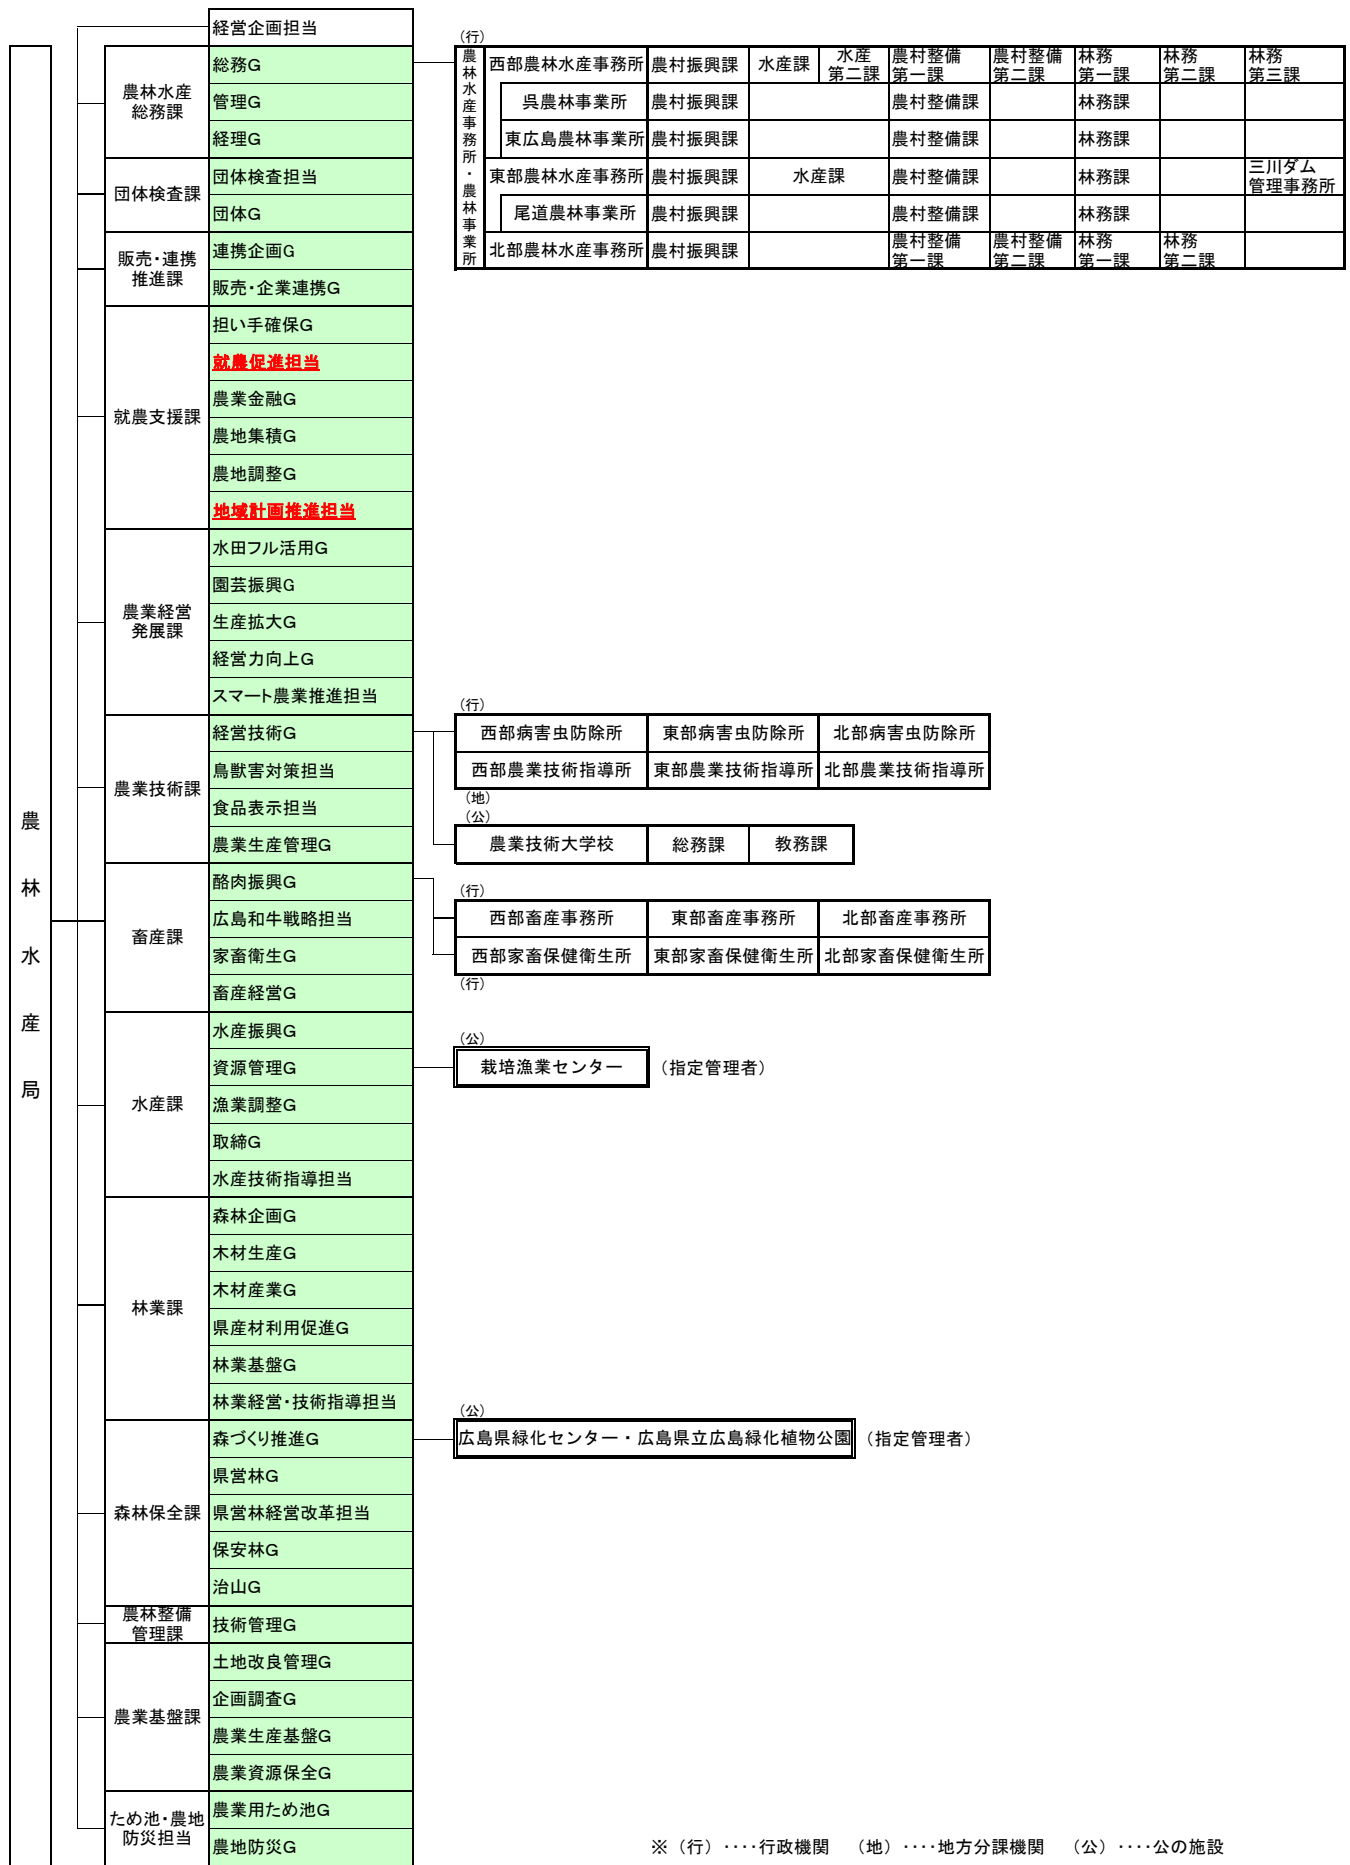 農林水産局
経営企画担当
農林水産
総務課
総務G
管理G
経理G
団体検査課
団体検査担当
団体G
販売・連携
推進課
連携企画G
販売・企業連携G
就農支援課
担い手確保G
就農促進担当
農業金融G
農地集積G
農地調整G
地域計画推進担当
農業経営
発展課
水田フル活用G
園芸振興G
生産拡大G
経営力向上G
スマート農業推進担当
農業技術課
経営技術G
鳥獣害対策担当
食品表示担当
農業生産管理G
畜産課
酪肉振興G
広島和牛戦略担当
家畜衛生G
畜産経営G
水産課
水産振興G
資源管理G
漁業調整G
取締G
水産技術指導担当
林業課
森林企画G
木材生産G
木材産業G
県産材利用促進G
林業基盤G
林業経営・技術指導担当
森林保全課
森づくり推進G
県営林G
県営林経営改革担当
保安林G
治山G
農林整備
管理課
技術管理G
農業基盤課
土地改良管理G
企画調査G
農業生産基盤G
農業資源保全G
ため池・農地
防災担当
農業用ため池G
農地防災G
（行）
農林水産事務所・農林事業所
西部農林水産事務所 農村振興課 水産課 水産第二課 農村整備第一課 農村整備第二課 林務第一課 林務第二課 林務第三課
呉農林事業所 農村振興課 農村整備課 林務課
東広島農林事業所 農村振興課 農村整備課 林務課
東部農林水産事務所 農村振興課 水産課 農村整備課 林務課 三川ダム管理事務所
尾道農林事業所 農村振興課 農村整備課 林務課
北部農林水産事務所 農村振興課 農村整備第一課 農村整備第二課 林務第一課 林務第二課
（行）
西部病害虫防除所 東部病害虫防除所 北部病害虫防除所
西部農業技術指導所 東部農業技術指導所 北部農業技術指導所
（地）
（公）
農業技術大学校 総務課 教務課
（行）
西部畜産事務所 東部畜産事務所 北部畜産事務所
西部家畜保健衛生所 東部家畜保健衛生所 北部家畜保健衛生所
（行）
（公）
栽培漁業センター （指定管理者）
（公）
広島県緑化センター・広島県立広島緑化植物公園 （指定管理者）
※（行）････行政機関 （地）････地方分課機関 （公）････公の施設